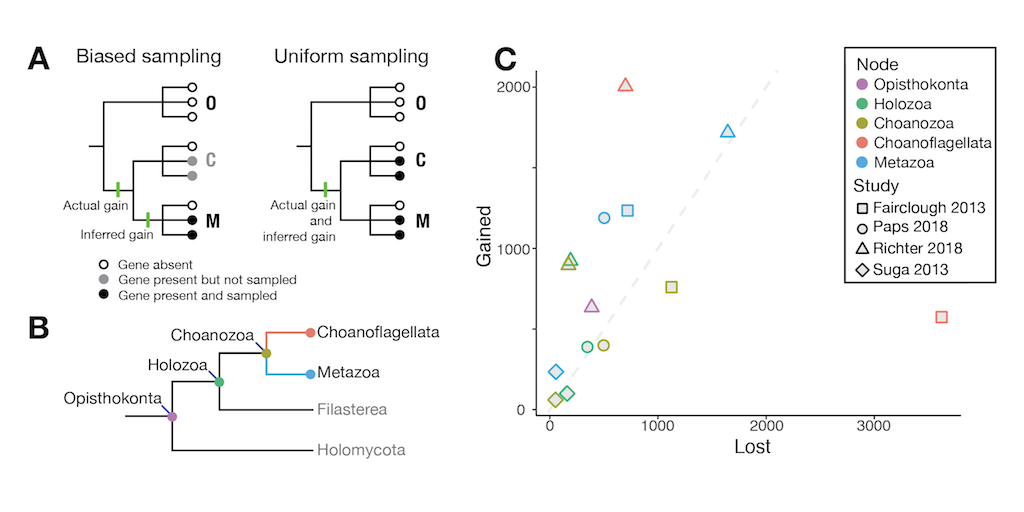 A
Biased sampling
Uniform sampling
O
C
M
Actual gain
Inferred gain
O
C
M
Actual gain
and
inferred gain
Gene absent
Gene present but not sampled
Gene present and sampled
B
Choanozoa
Choanoflagellata
Holozoa
Metazoa
Opisthokonta
Filasterea
Holomycota
C
Gained
2000
1000
0
0
1000
2000
3000
Lost
Node
Opisthokonta
Holozoa
Choanozoa
Choanoflagellata
Metazoa
Study
Fairclough 2013
Paps 2018
Richter 2018
Suga 2013